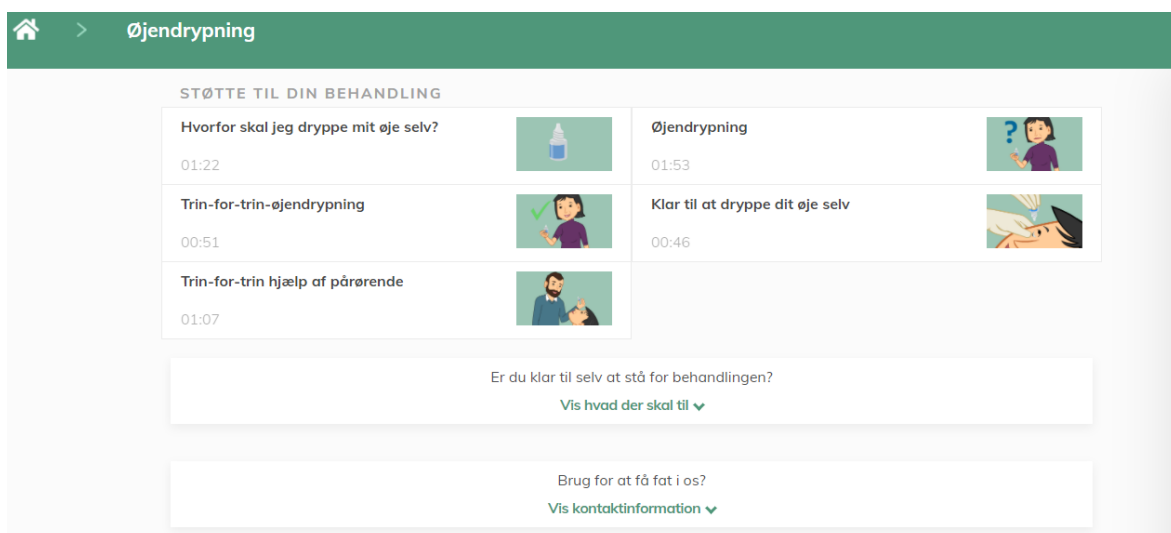 Øjendrypning
STØTTE TIL DIN BEHANDLING
Hvorfor skal jeg dryppe mit øje selv?
01:22
Øjendrypning
01:53
Trin-for-trin-øjendrypning
00:51
Klar til at dryppe dit øje selv
00:46
Trin-for-trin hjælp af pårørende
01:07
Er du klar til selv at stå for behandlingen?
Vis hvad der skal til
Brug for at få fat i os?
Vis kontaktinformation